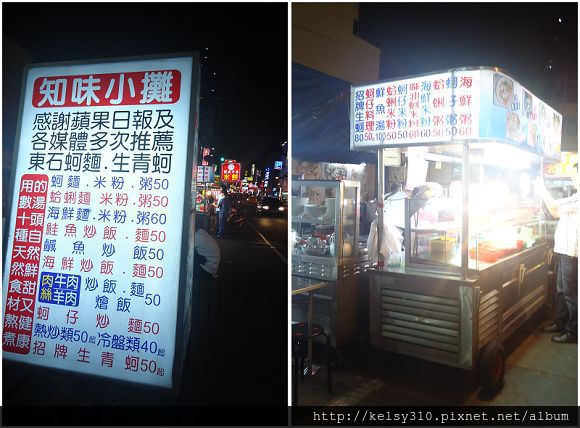 知味小攤
感謝蘋果日報及
各媒體多次推薦
東石蚵麵．生青蚵
用的湯頭自然鮮甜又健康
數十種天然食材熬煮
蚵麵．米粉．粥50
蛤蜊麵．米粉．粥50
海鮮麵．米粉．粥60
鮭魚炒飯．麵50
鹹魚炒飯50
海鮮炒飯．麵50
肉絲 牛肉 羊肉 炒飯．麵 燴飯50
蚵仔炒麵50
熱炒類50起 冷盤類40起
招牌生青蚵50起
http://kelsy310.pixnet.net/album